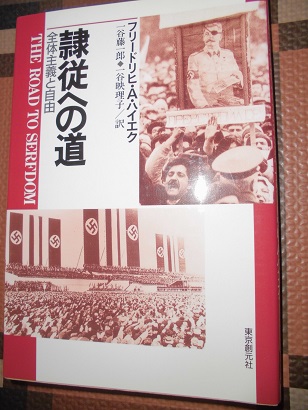 フリードリヒ・A・ハイエク
一谷藤一郎◆一谷映理子/訳
隷従への道
全体主義と自由
THE ROAD TO SERFDOM
東京創元社